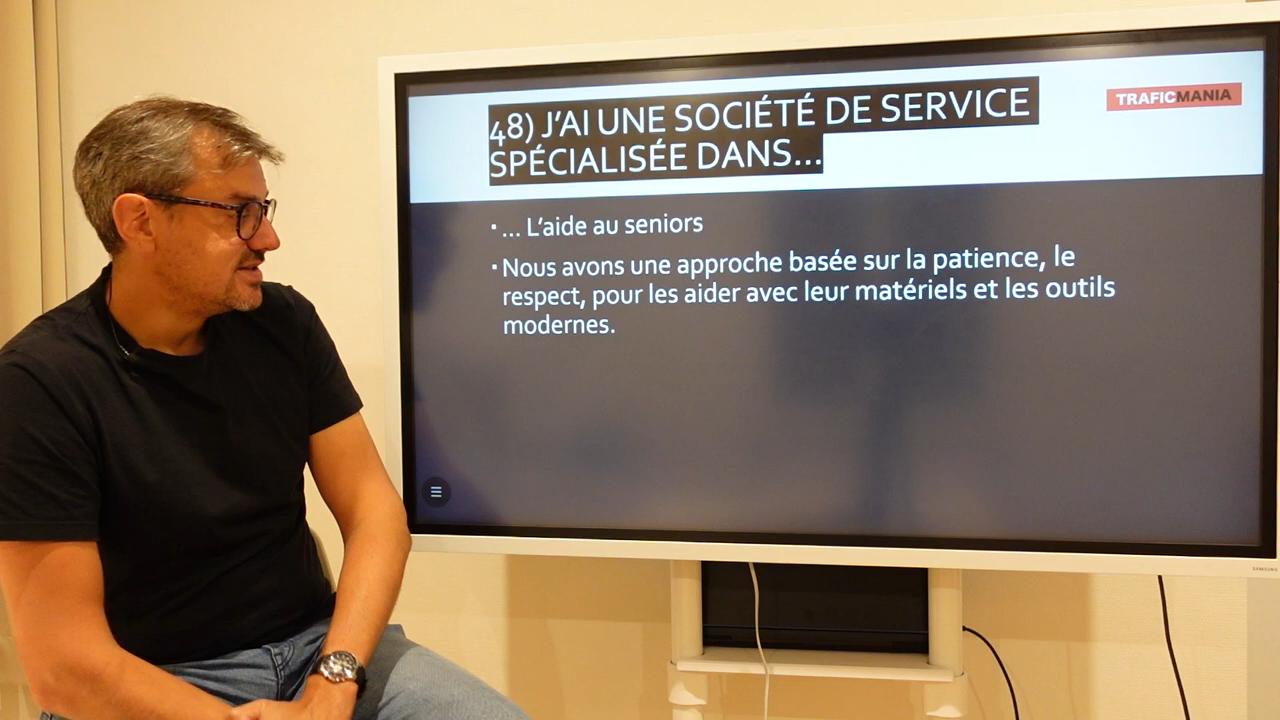 48) J'AI UNE SOCIÉTÉ DE SERVICE
SPÉCIALISÉE DANS...
TRAFICMANIA
▪ ... L'aide au seniors
▪ Nous avons une approche basée sur la patience, le
respect, pour les aider avec leur matériels et les outils
modernes.
SAMSUNG